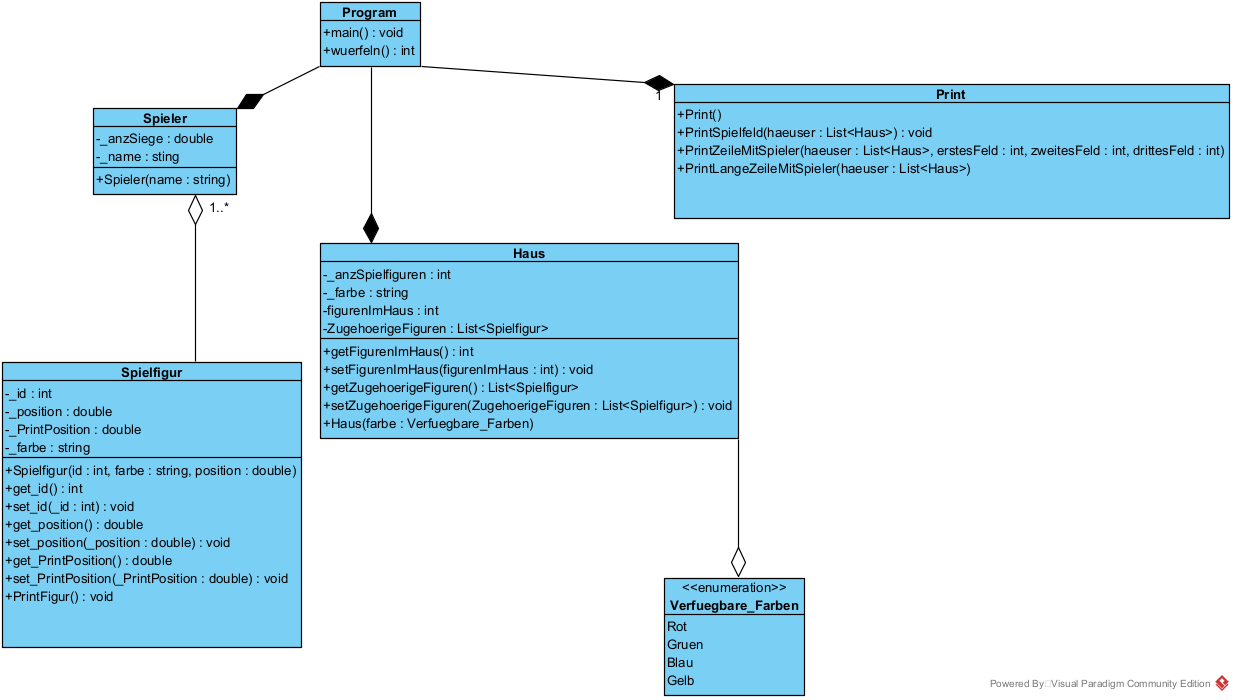 Program
+main() : void
+wuerfeln() : int
Spieler
-_anzSiege : double
-_name : sting
+Spieler(name : string)
1..*
1
Print
+Print()
+PrintSpielfeld(haeuser : List<Haus>) : void
+PrintZeileMitSpieler(haeuser : List<Haus>, erstesFeld : int, zweitesFeld : int, drittesFeld : int)
+PrintLangeZeileMitSpieler(haeuser : List<Haus>)
Haus
-_anzSpielfiguren : int
-_farbe : string
-figurenImHaus : int
-ZugehoerigeFiguren : List<Spielfigur>
+getFigurenImHaus() : int
+setFigurenImHaus(figurenImHaus : int) : void
+getZugehoerigeFiguren() : List<Spielfigur>
+setZugehoerigeFiguren(ZugehoerigeFiguren : List<Spielfigur>) : void
+Haus(farbe : Verfuegbare_Farben)
Spielfigur
-_id : int
-_position : double
-_PrintPosition : double
-_farbe : string
+Spielfigur(id : int, farbe : string, position : double)
+get_id() : int
+set_id(_id : int) : void
+get_position() : double
+set_position(_position : double) : void
+get_PrintPosition() : double
+set_PrintPosition(_PrintPosition : double) : void
+PrintFigur() : void
<<enumeration>>
Verfuegbare_Farben
Rot
Gruen
Blau
Gelb
Powered By Visual Paradigm Community Edition